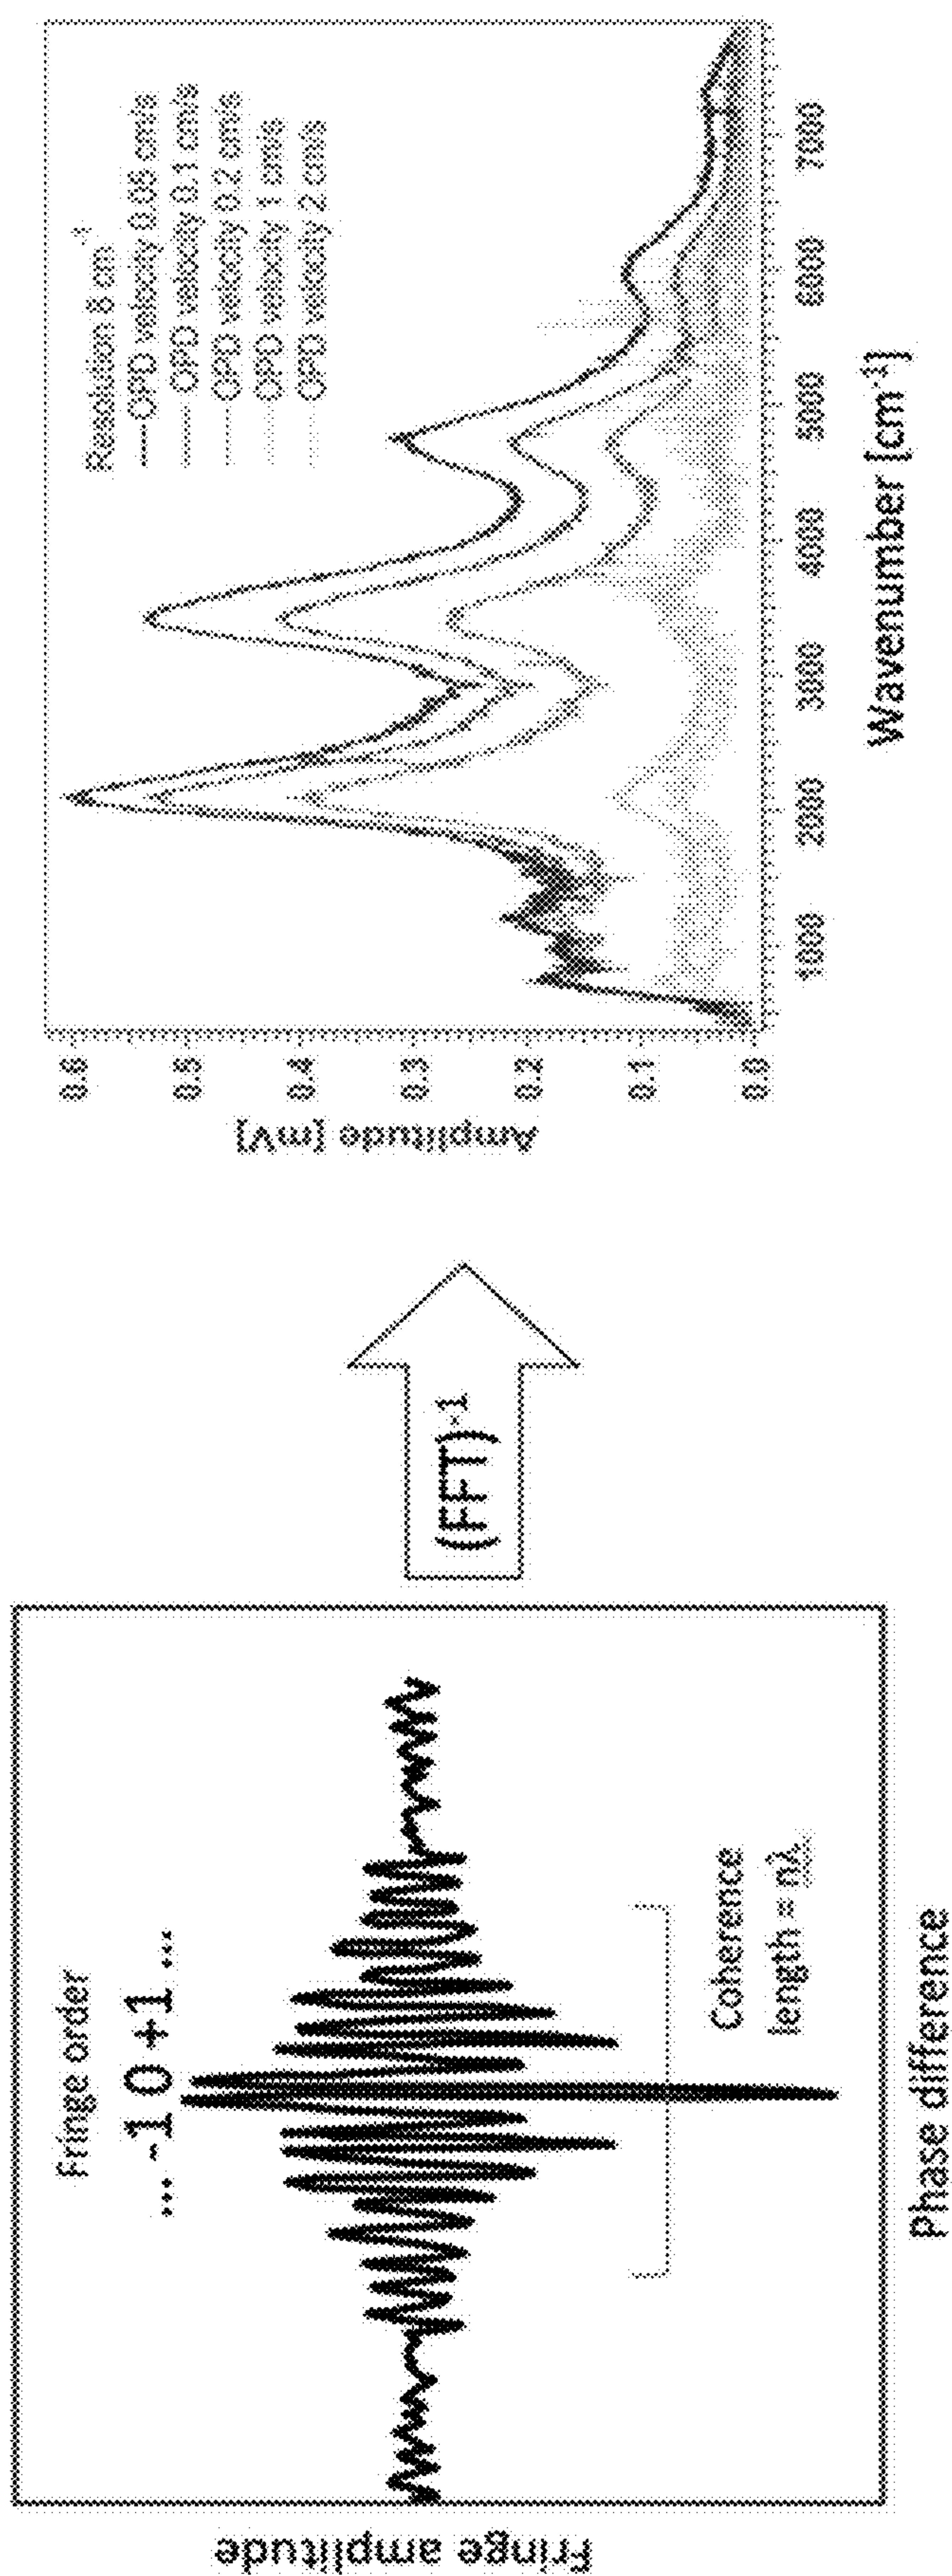 Fringe amplitude
Fringe order
... -1 0 +1 ...
Coherence
length = nλ
Phase difference
(FFT)-1
Amplitude [mV]
0.6
0.5
0.4
0.3
0.2
0.1
0.0
Resolution 8 cm-1
OPD velocity 0.05 cm/s
OPD velocity 0.1 cm/s
OPD velocity 0.2 cm/s
OPD velocity 1 cm/s
OPD velocity 2 cm/s
1000 2000 3000 4000 5000 6000 7000
Wavenumber [cm-1]